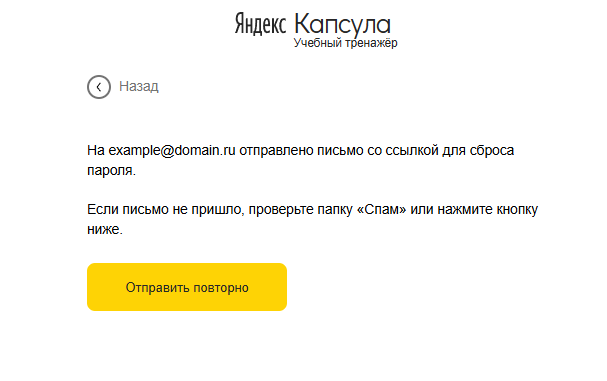 Яндекс Капсула
Учебный тренажёр
Назад
На example@domain.ru отправлено письмо со ссылкой для сброса
пароля.
Если письмо не пришло, проверьте папку «Спам» или нажмите кнопку
ниже.
Отправить повторно